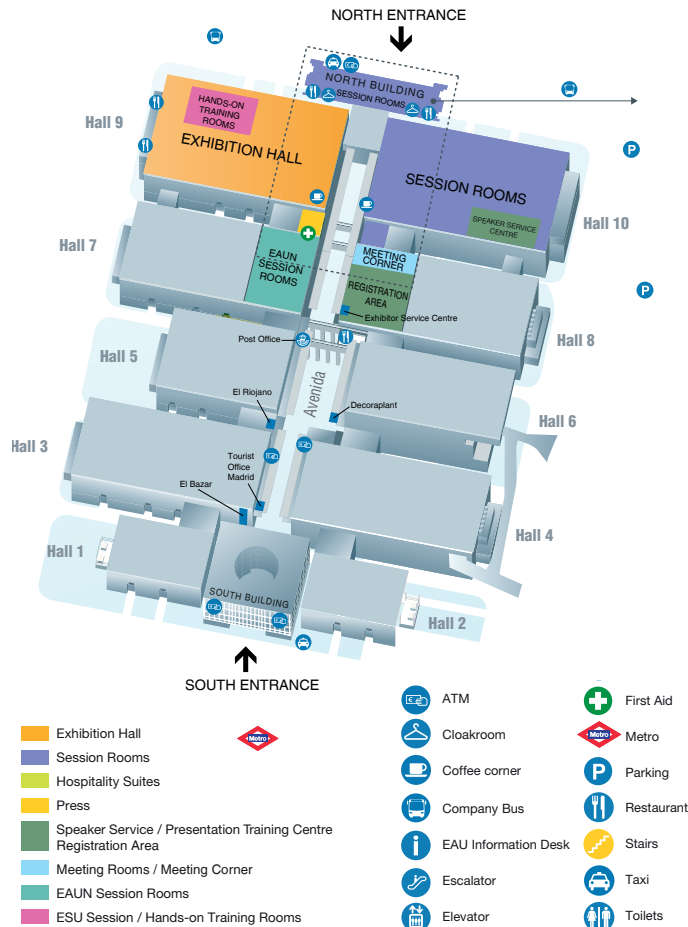 NORTH ENTRANCE
NORTH BUILDING
SESSION ROOMS
HANDS-ON
TRAINING
ROOMS
Hall 9
EXHIBITION HALL
P
SESSION ROOMS
SPEAKER SERVICE
CENTRE
Hall 10
Hall 7
EAUN
SESSION
ROOMS
MEETING
CORNER
REGISTRATION
AREA
P
Exhibitor Service Centre
Post Office
Hall 8
Hall 5
Avenida
El Riojano
Decoraplant
Hall 6
Hall 3
Tourist
Office
Madrid
El Bazar
Hall 4
Hall 1
SOUTH BUILDING
Hall 2
SOUTH ENTRANCE
Exhibition Hall
Metro
Session Rooms
Hospitality Suites
Press
Speaker Service / Presentation Training Centre
Registration Area
Meeting Rooms / Meeting Corner
EAUN Session Rooms
ESU Session / Hands-on Training Rooms
ATM
Cloakroom
Coffee corner
Company Bus
i EAU Information Desk
Escalator
Elevator
First Aid
Metro Metro
P Parking
Restaurant
Stairs
Taxi
Toilets